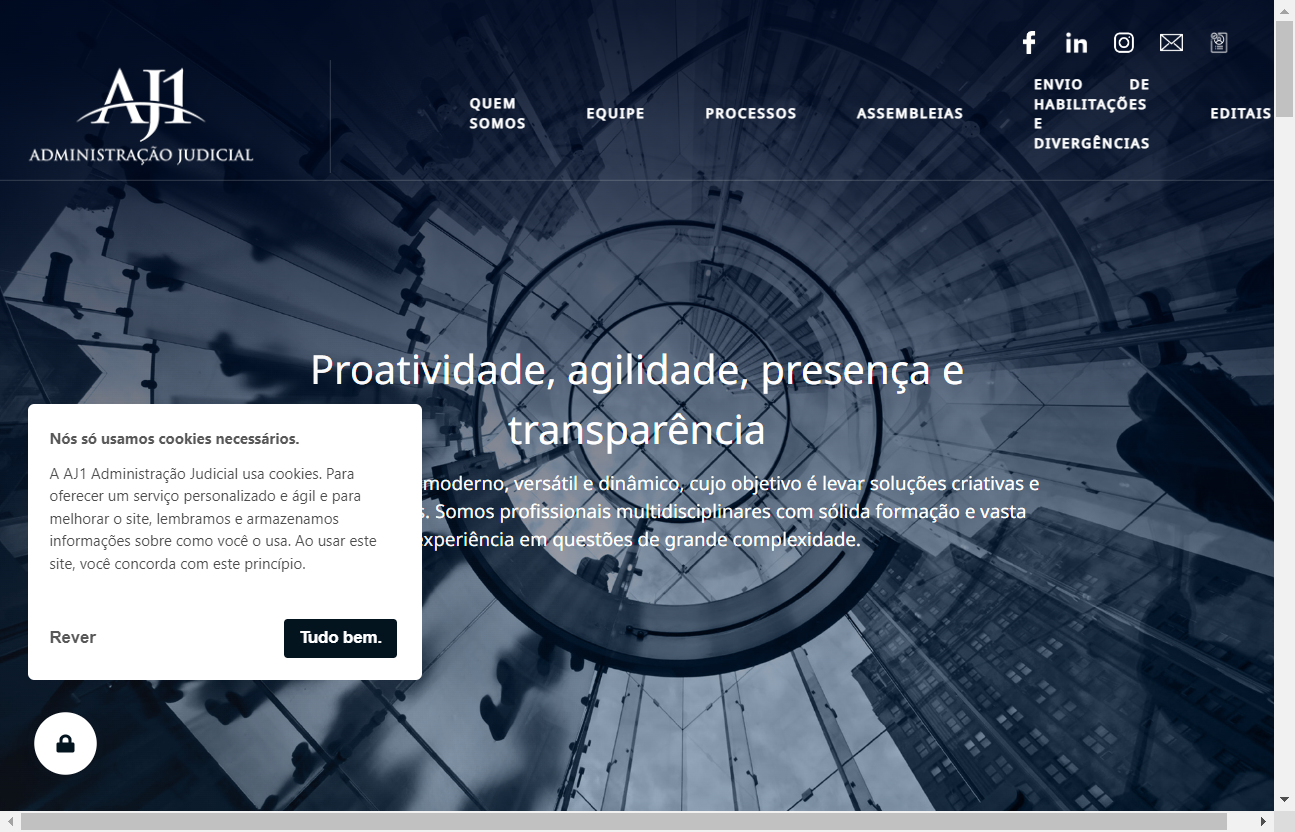 AJ1
ADMINISTRAÇÃO JUDICIAL
QUEM
SOMOS
EQUIPE
PROCESSOS
ASSEMBLEIAS
ENVIO DE
HABILITAÇÕES
E
DIVERGÊNCIAS
EDITAIS
Proatividade, agilidade, presença e
transparência
moderno, versátil e dinâmico, cujo objetivo é levar soluções criativas e
Somos profissionais multidisciplinares com sólida formação e vasta
em questões de grande complexidade.
Nós só usamos cookies necessários.
A AJ1 Administração Judicial usa cookies. Para
oferecer um serviço personalizado e ágil e para
melhorar o site, lembramos e armazenamos
informações sobre como você o usa. Ao usar este
site, você concorda com este princípio.
Rever
Tudo bem.